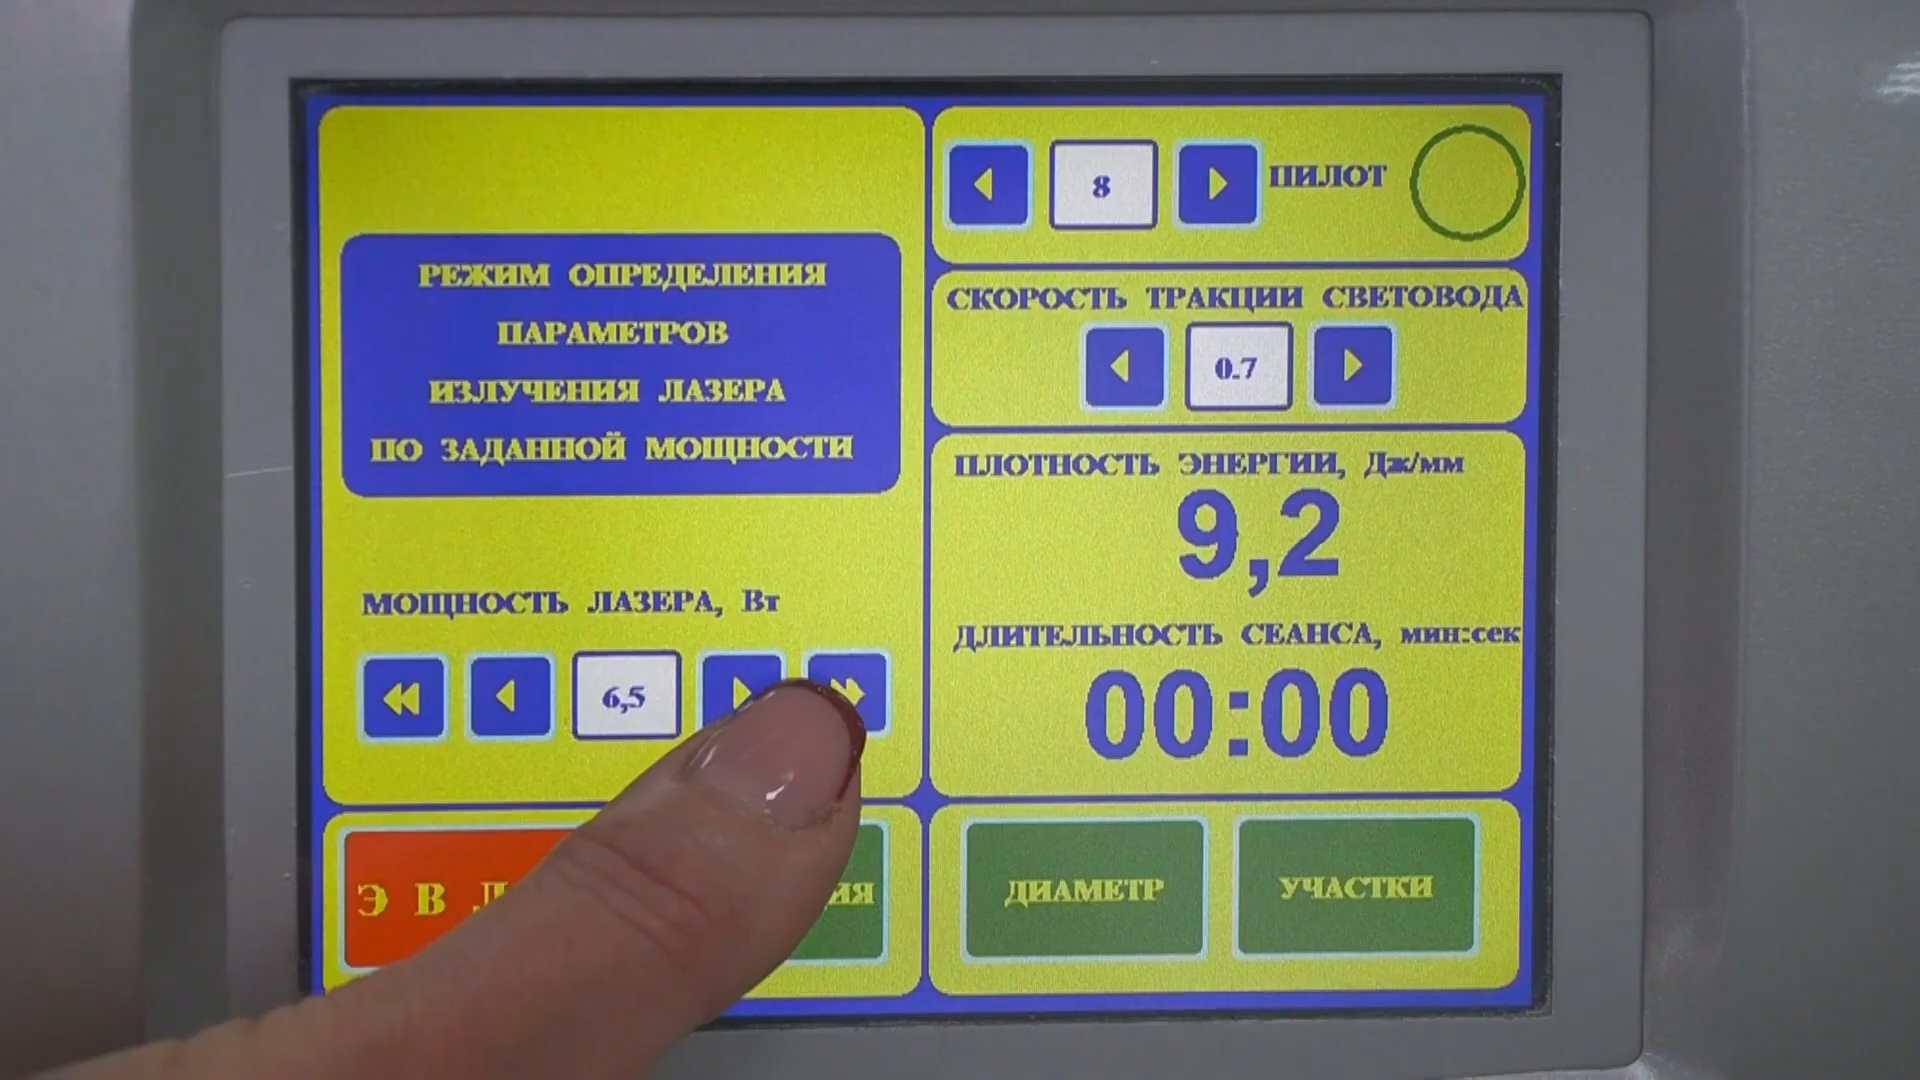 РЕЖИМ ОПРЕДЕЛЕНИЯ
ПАРАМЕТРОВ
ИЗЛУЧЕНИЯ ЛАЗЕРА
ПО ЗАДАННОЙ МОЩНОСТИ
МОЩНОСТЬ ЛАЗЕРА, Вт
6,5
8
ПИЛОТ
СКОРОСТЬ ТРАКЦИИ СВЕТОВОДА
0.7
ПЛОТНОСТЬ ЭНЕРГИИ, Дж/мм
9,2
ДЛИТЕЛЬНОСТЬ СЕАНСА, мин:сек
00:00
ДИАМЕТР
УЧАСТКИ